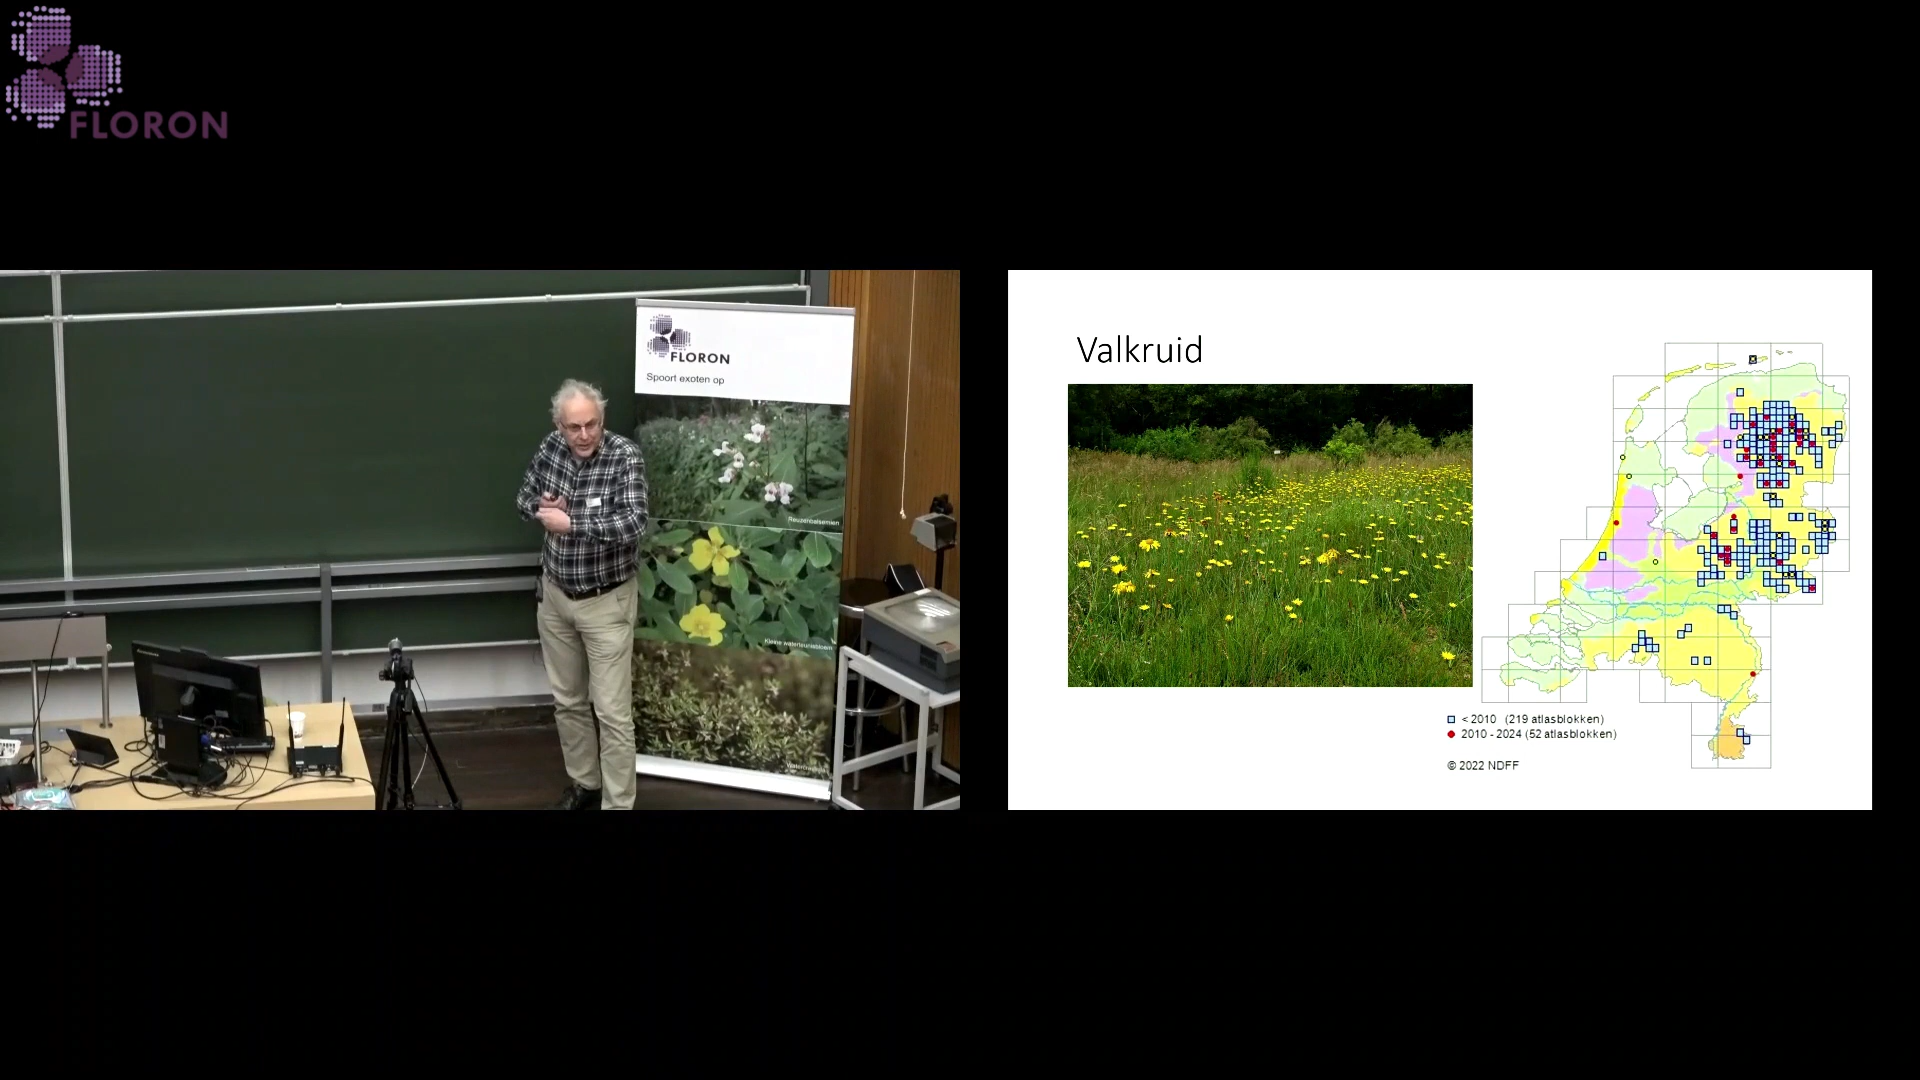 FLORON
FLORON
Spoort exoten op
Reuzenbalsemien
Kleine waterteunisbloem
Valkruid
< 2010 (219 atlasblokken)
2010 - 2024 (52 atlasblokken)
© 2022 NDFF